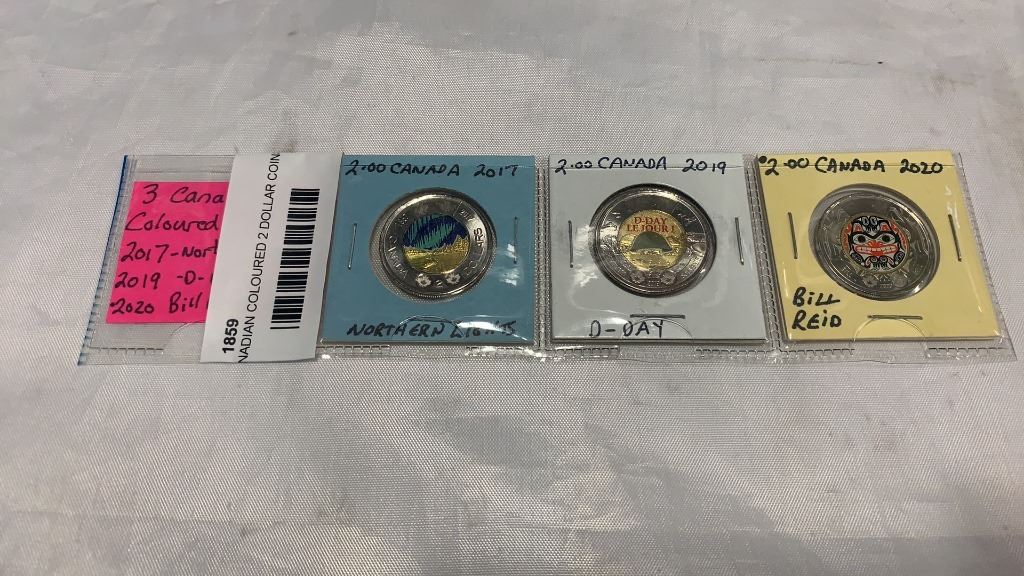 3 Cana
Coloured
2017-Nor
2019 -D-
2020 Bill
1859
NADIAN COLOURED 2 DOLLAR COIN
2.00 CANADA 2017
NORTHERN LIGHTS
2.00 CANADA 2019
D-DAY
LE JOUR J
D-DAY
$2.00 CANADA 2020
BILL
REID